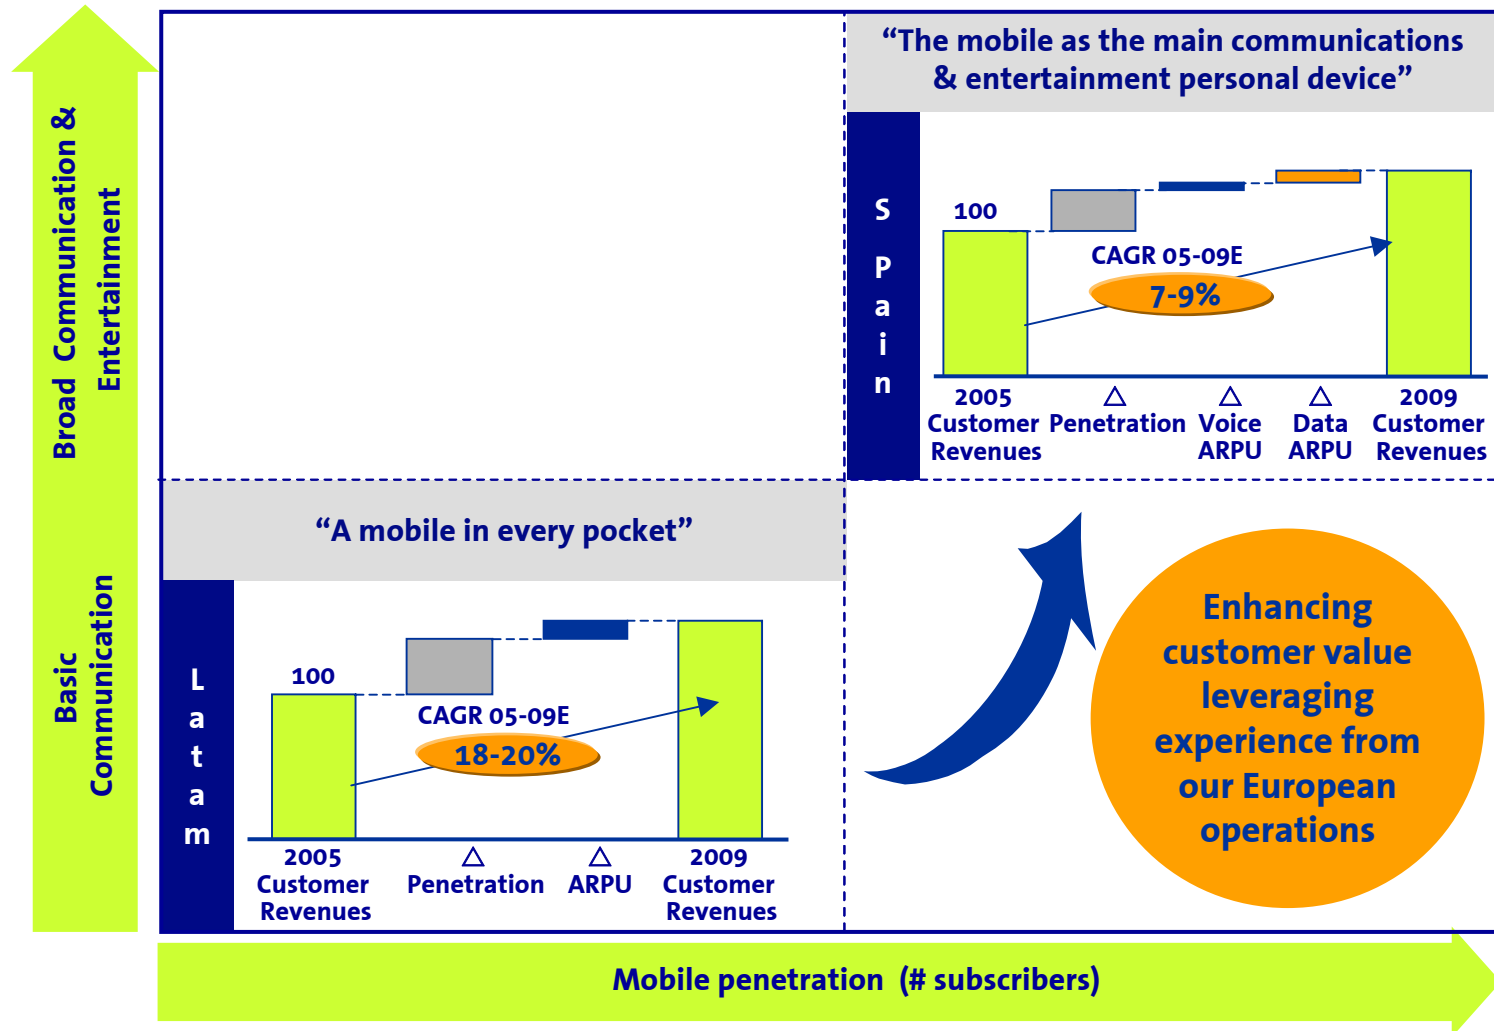 “The mobile as the main communications
& entertainment personal device”
Broad Communication &
Entertainment
S
P
a
i
n
100
CAGR 05-09E
7-9%
2005
Customer
Revenues
△
Penetration
△
Voice
ARPU
△
Data
ARPU
2009
Customer
Revenues
“A mobile in every pocket”
Basic
Communication
L
a
t
a
m
100
CAGR 05-09E
18-20%
2005
Customer
Revenues
△
Penetration
△
ARPU
2009
Customer
Revenues
Enhancing
customer value
leveraging
experience from
our European
operations
Mobile penetration (# subscribers)